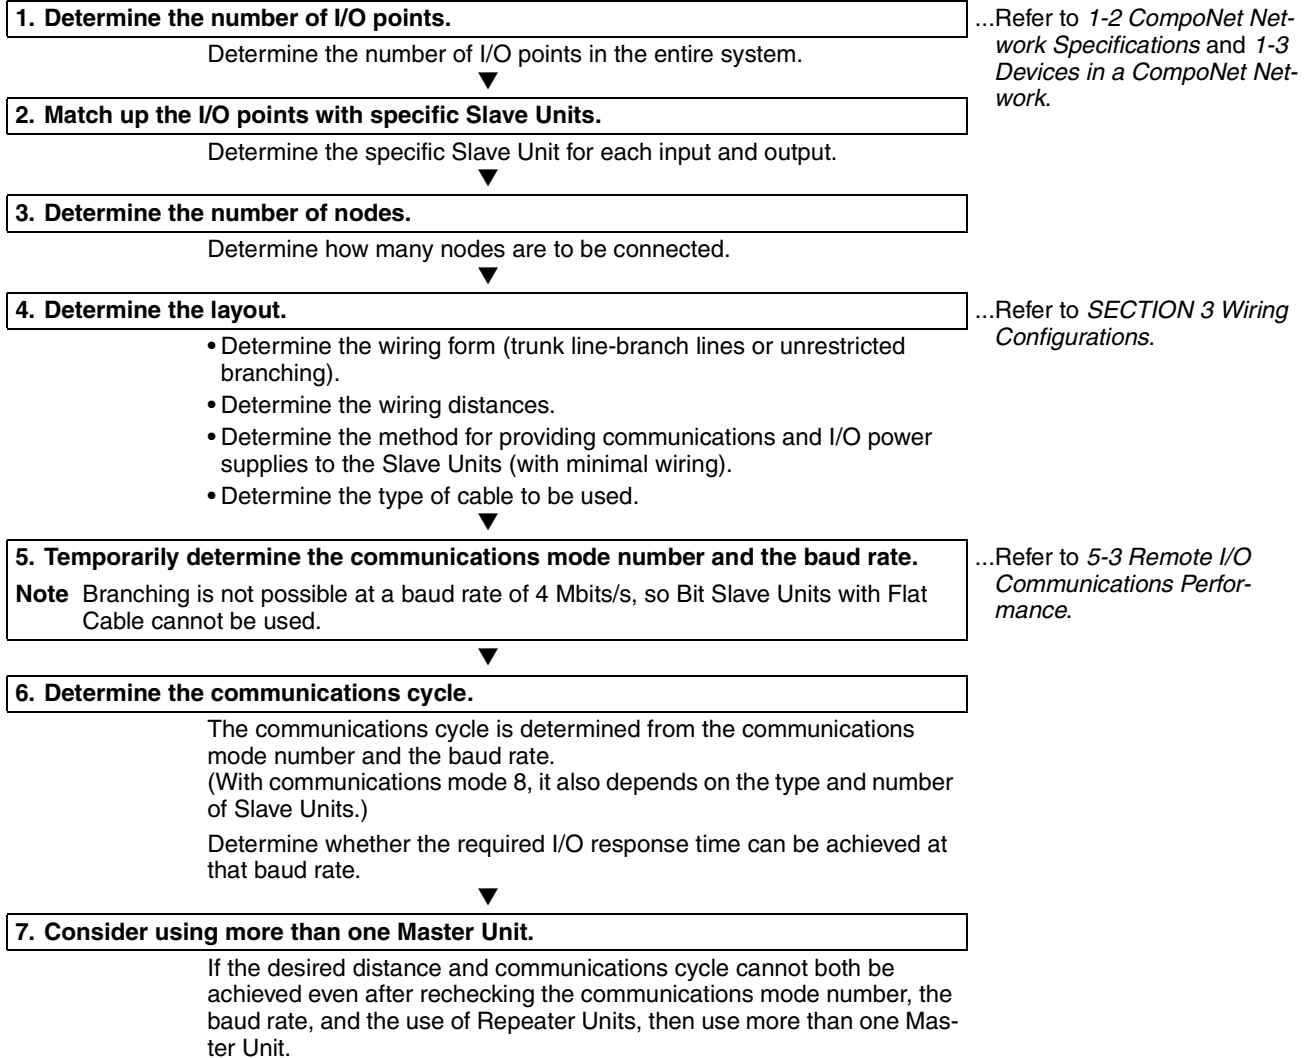 1. Determine the number of I/O points.
...Refer to 1-2 CompoNet Net-
work Specifications and 1-3
Devices in a CompoNet Net-
work.
Determine the number of I/O points in the entire system.
▼
2. Match up the I/O points with specific Slave Units.
Determine the specific Slave Unit for each input and output.
▼
3. Determine the number of nodes.
Determine how many nodes are to be connected.
▼
4. Determine the layout.
...Refer to SECTION 3 Wiring
Configurations.
• Determine the wiring form (trunk line-branch lines or unrestricted
branching).
• Determine the wiring distances.
• Determine the method for providing communications and I/O power
supplies to the Slave Units (with minimal wiring).
• Determine the type of cable to be used.
▼
5. Temporarily determine the communications mode number and the baud rate.
Note Branching is not possible at a baud rate of 4 Mbits/s, so Bit Slave Units with Flat
Cable cannot be used.
...Refer to 5-3 Remote I/O
Communications Perfor-
mance.
▼
6. Determine the communications cycle.
The communications cycle is determined from the communications
mode number and the baud rate.
(With communications mode 8, it also depends on the type and number
of Slave Units.)
Determine whether the required I/O response time can be achieved at
that baud rate.
▼
7. Consider using more than one Master Unit.
If the desired distance and communications cycle cannot both be
achieved even after rechecking the communications mode number, the
baud rate, and the use of Repeater Units, then use more than one Mas-
ter Unit.